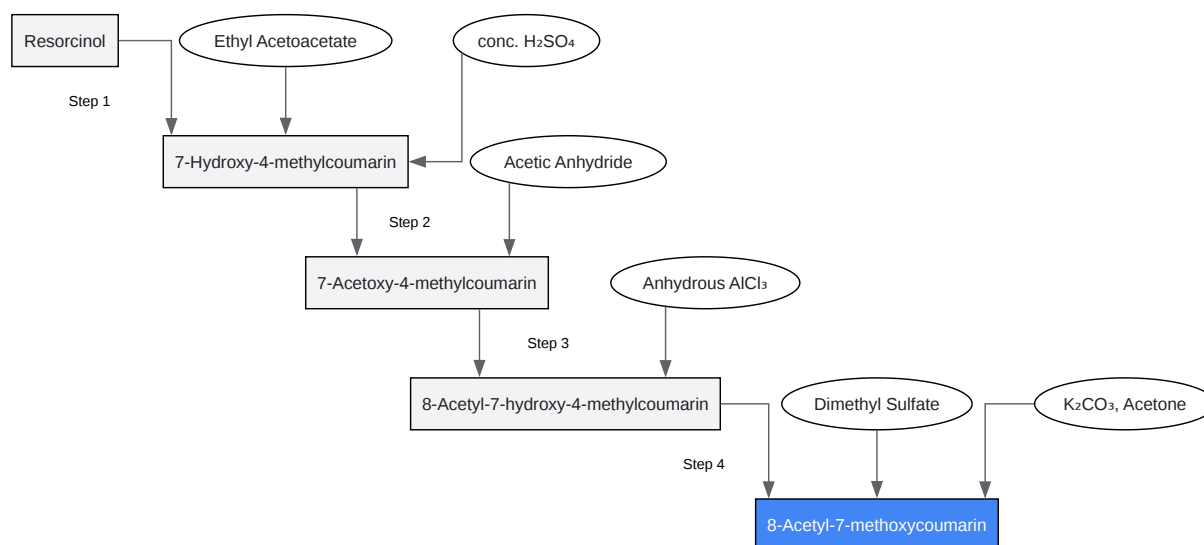 Resorcinol
Ethyl Acetoacetate
conc. H₂SO₄
Step 1
7-Hydroxy-4-methylcoumarin
Acetic Anhydride
Step 2
7-Acetoxy-4-methylcoumarin
Anhydrous AlCl₃
Step 3
8-Acetyl-7-hydroxy-4-methylcoumarin
Dimethyl Sulfate
K₂CO₃, Acetone
Step 4
8-Acetyl-7-methoxycoumarin